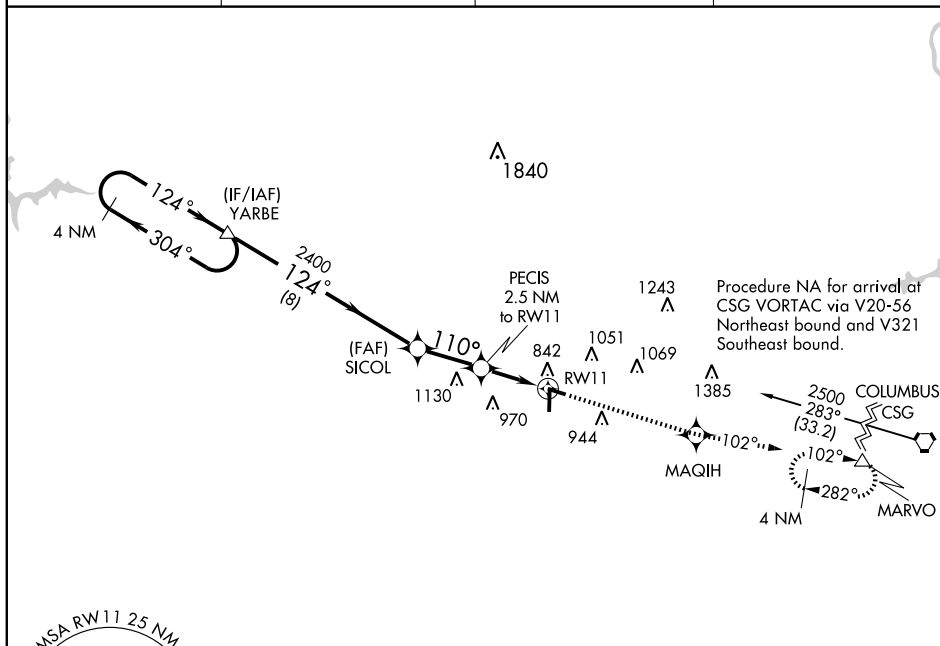 1840
124°
(IF/IAF)
YARBE
4 NM
304°
2400
124°
(8)
PECIS
2.5 NM
to RW11
1243
Procedure NA for arrival at
CSG VORTAC via V20-56
Northeast bound and V321
Southeast bound.
(FAF)
SICOL
110°
842
1051
1069
RW11
1130
970
944
1385
2500
283°
(33.2)
COLUMBUS
CSG
MAQIH
102°
102°
282°
4 NM
MARVO
MSA RW11 25 NM